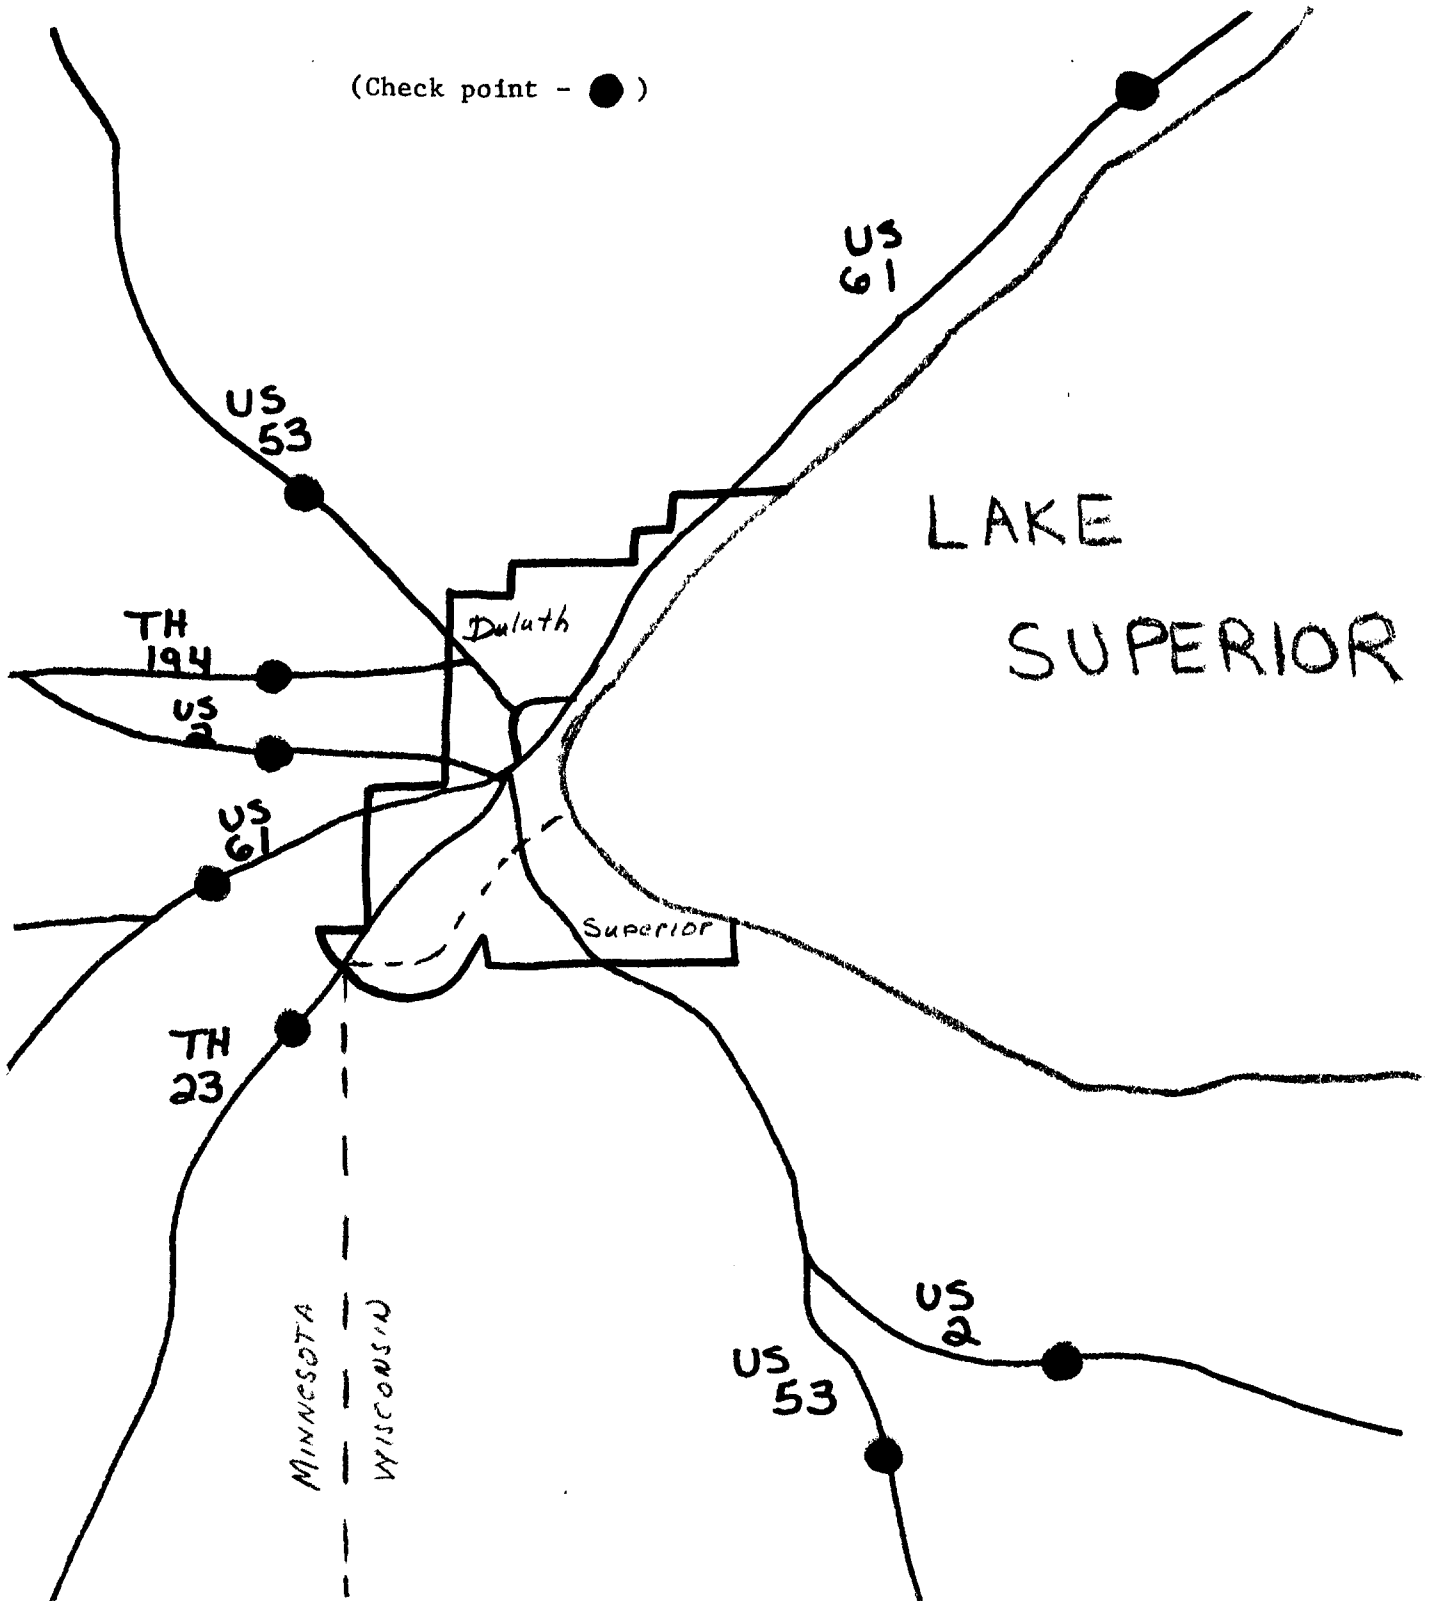 (Check point - ● )
US
61
US
53
LAKE
SUPERIOR
Duluth
TH
194
US
2
US
61
Superior
TH
23
US
2
US
53
MINNESOTA
WISCONSIN